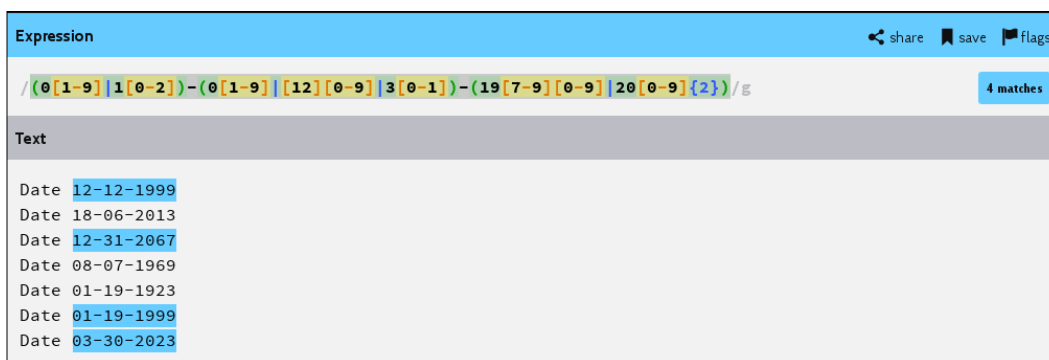 Expression share save flags
/(0[1-9]|1[0-2])-(0[1-9]|[12][0-9]|3[0-1])-(19[7-9][0-9]|20[0-9]{2})/g 4 matches
Text
Date 12-12-1999
Date 18-06-2013
Date 12-31-2067
Date 08-07-1969
Date 01-19-1923
Date 01-19-1999
Date 03-30-2023